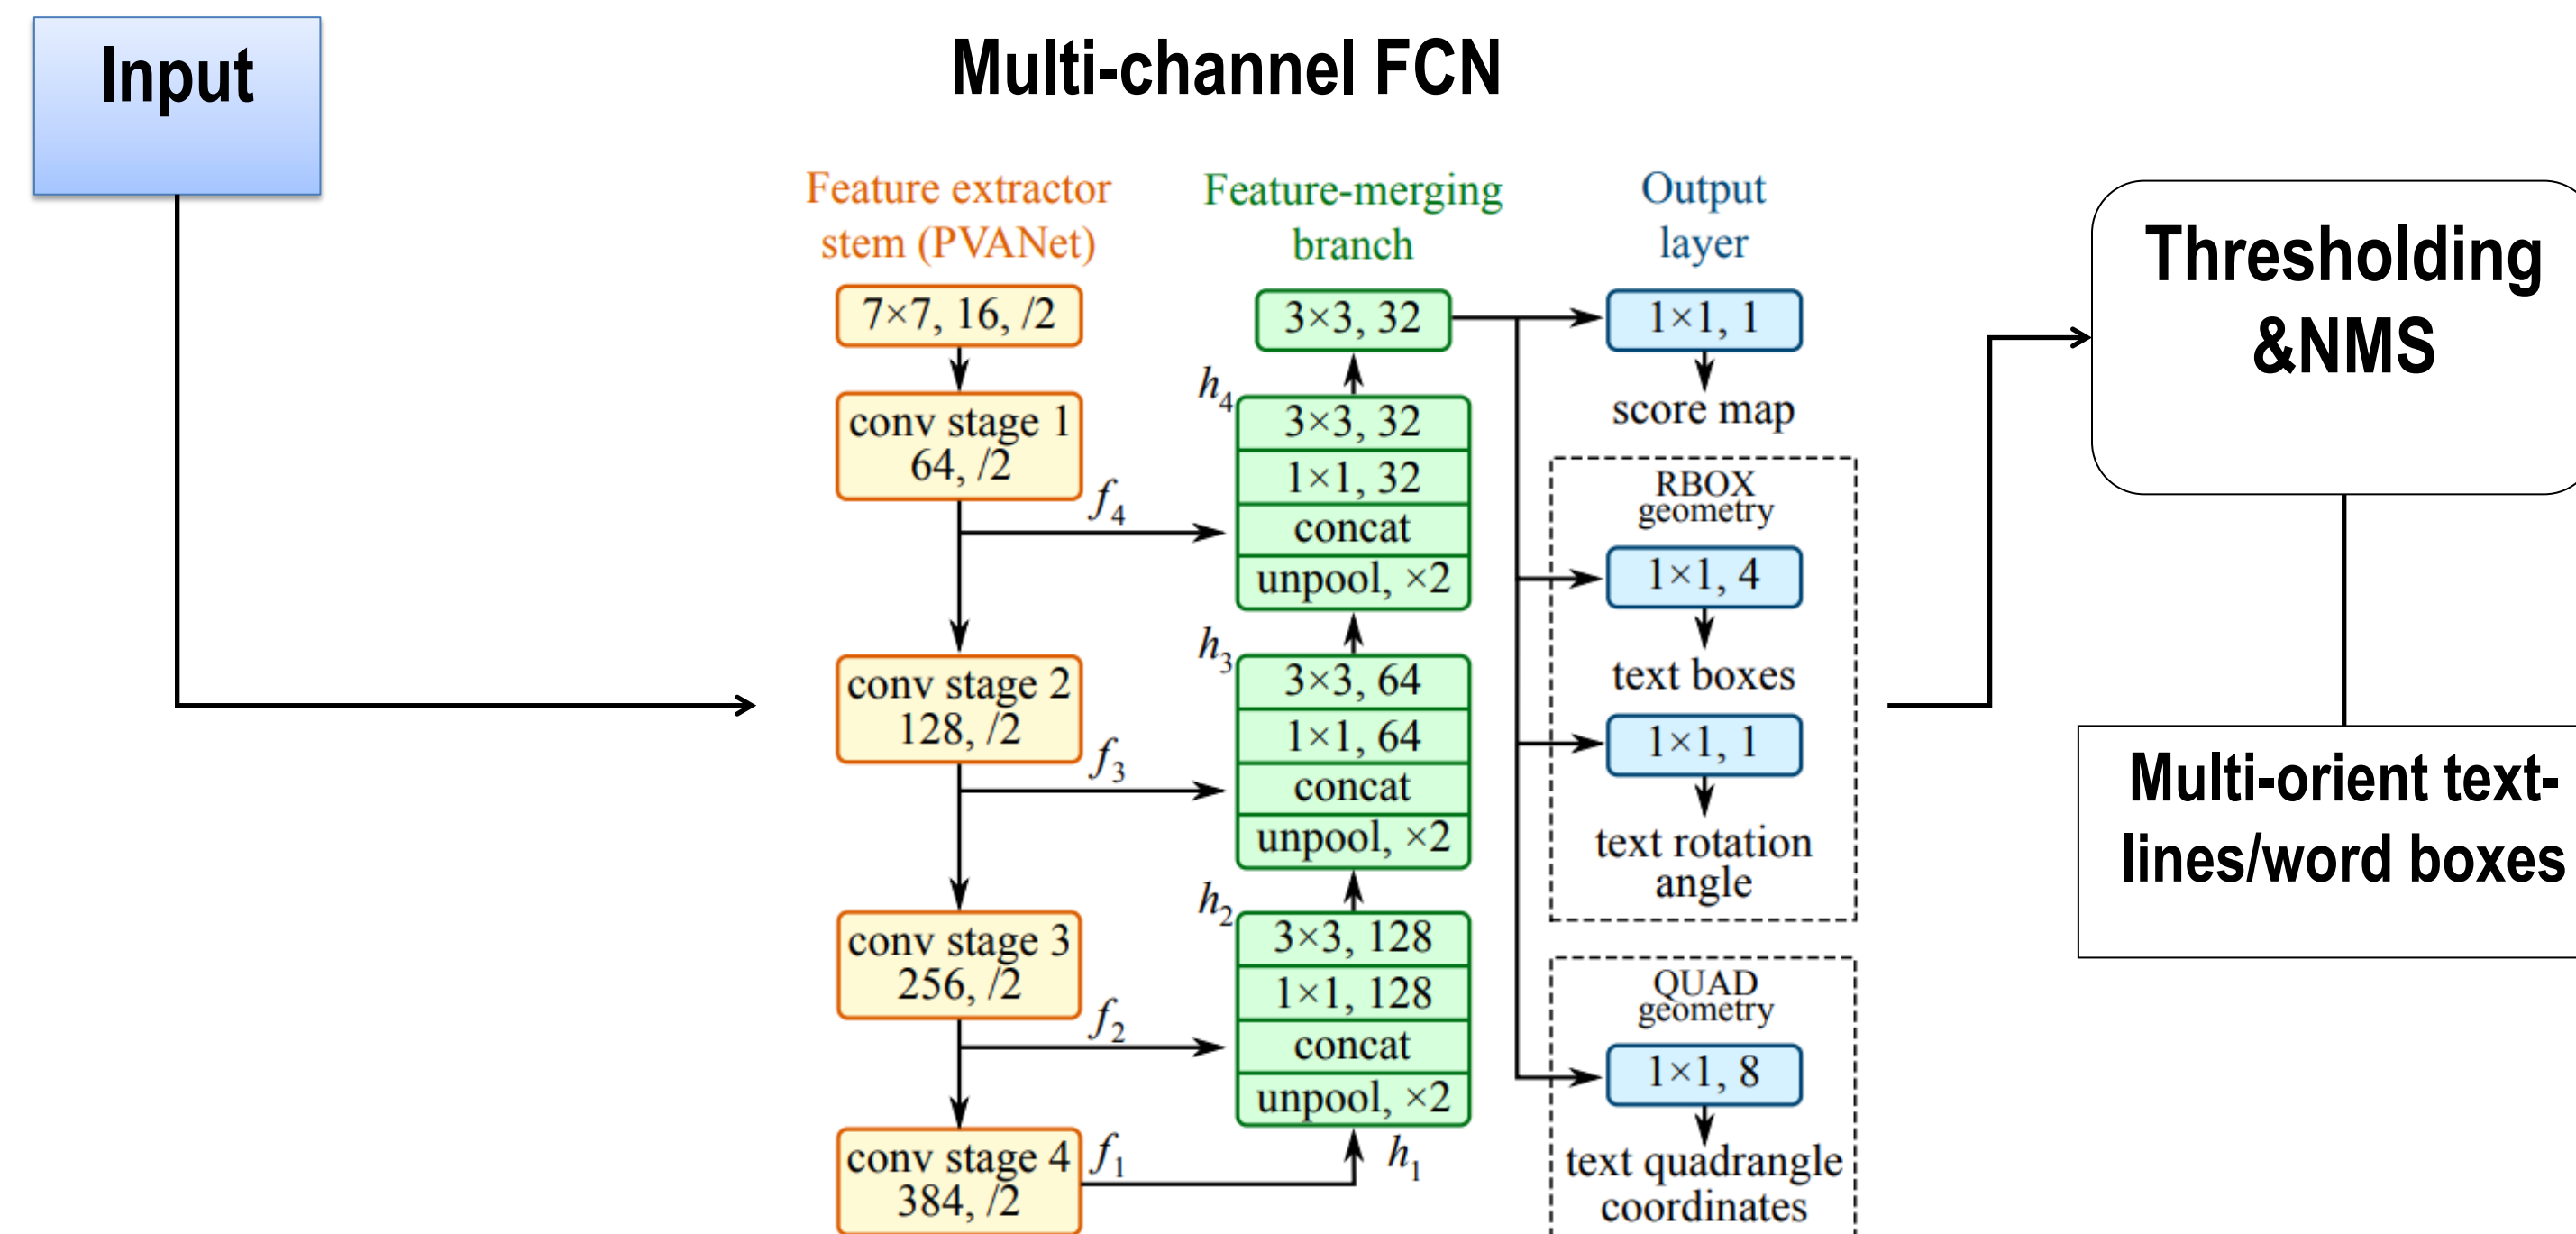 Input
Multi-channel FCN
Feature extractor
stem (PVANet)
7×7, 16, /2
conv stage 1
64, /2
f4
conv stage 2
128, /2
f3
conv stage 3
256, /2
f2
conv stage 4
384, /2
f1
Feature-merging
branch
3×3, 32
h4
3×3, 32
1×1, 32
concat
unpool, ×2
h3
3×3, 64
1×1, 64
concat
unpool, ×2
h2
3×3, 128
1×1, 128
concat
unpool, ×2
h1
Output
layer
1×1, 1
score map
RBOX
geometry
1×1, 4
text boxes
1×1, 1
text rotation
angle
QUAD
geometry
1×1, 8
text quadrangle
coordinates
Thresholding
&NMS
Multi-orient text-
lines/word boxes